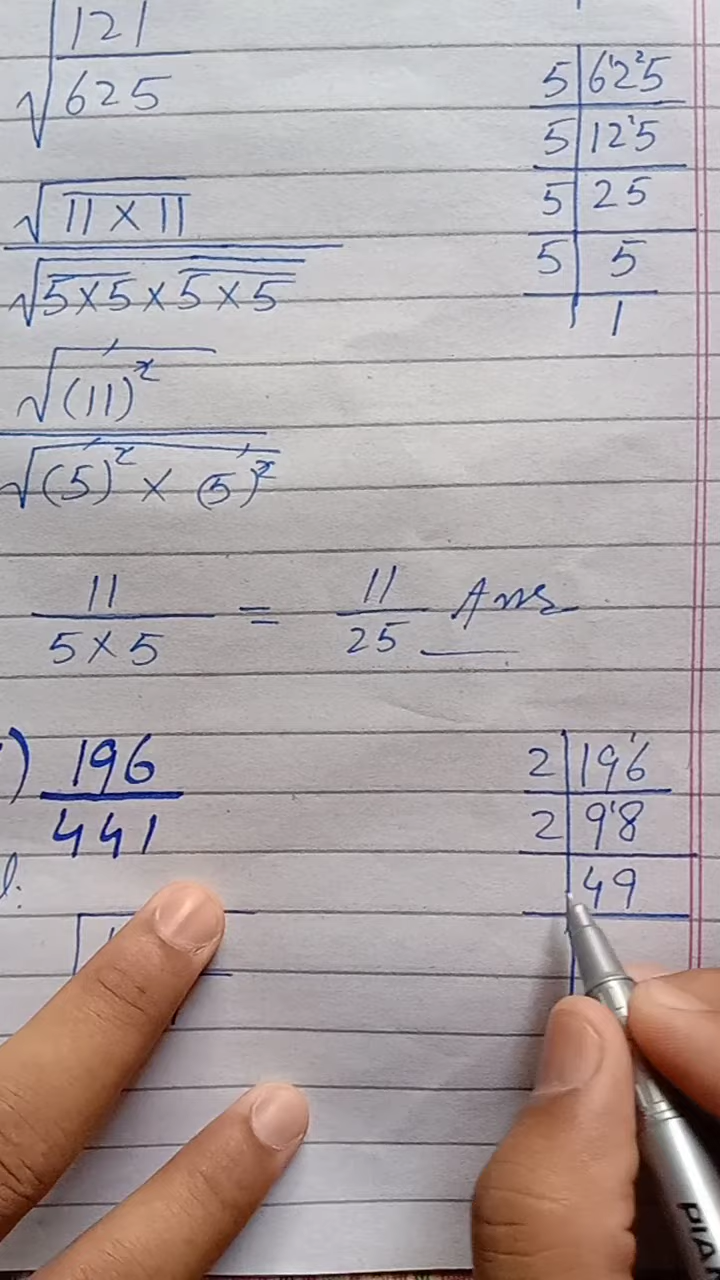 √121/625
√11 × 11
√5×5×5×5
√(11)²
√(5)² × (5)²
11/5×5 = 11/25 Ans
) 196/441
l:
5 | 625
5 | 125
5 | 25
5 | 5
1
2 | 196
2 | 98
49
PIA